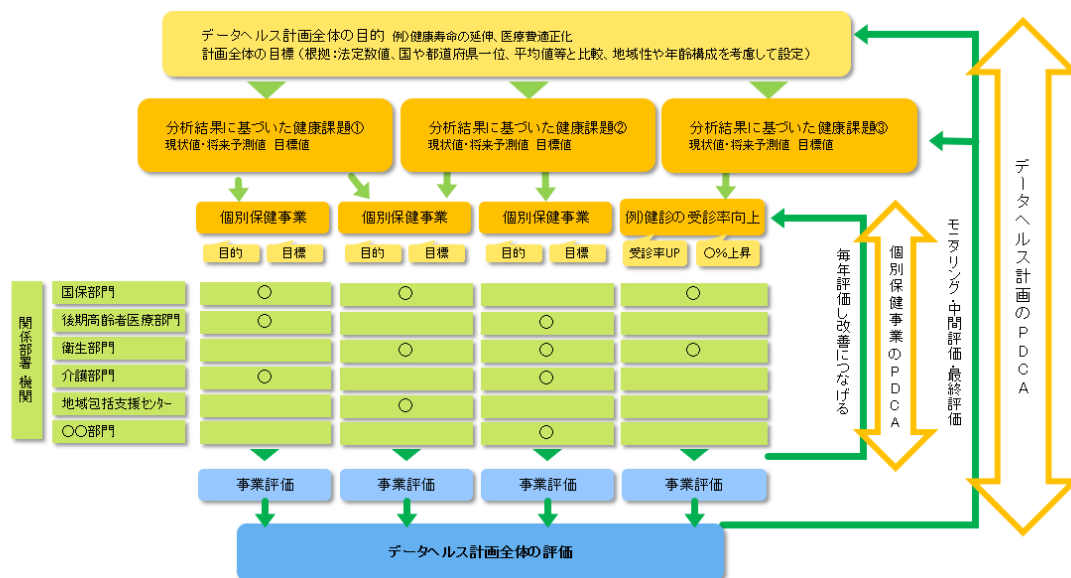 データヘルス計画全体の目的 例)健康寿命の延伸、医療費適正化
計画全体の目標（根拠：法定数値、国や都道府県一位、平均値等と比較、地域性や年齢構成を考慮して設定）
分析結果に基づいた健康課題①
現状値・将来予測値 目標値
分析結果に基づいた健康課題②
現状値・将来予測値 目標値
分析結果に基づいた健康課題③
現状値・将来予測値 目標値
個別保健事業
個別保健事業
個別保健事業
例)健診の受診率向上
目的
目標
目的
目標
目的
目標
受診率UP
〇%上昇
関係部署・機関
国保部門
〇
〇
〇
後期高齢者医療部門
〇
〇
衛生部門
〇
〇
〇
介護部門
〇
〇
地域包括支援センター
〇
〇〇部門
〇
事業評価
事業評価
事業評価
事業評価
データヘルス計画全体の評価
毎年評価し改善につなげる
個別保健事業のPDCA
モニタリング・中間評価・最終評価
データヘルス計画のPDCA